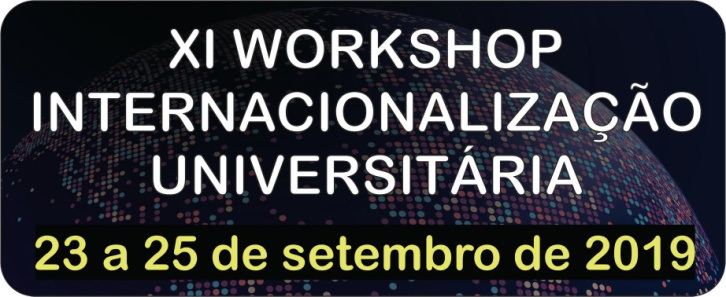 XI WORKSHOP
INTERNACIONALIZAÇÃO
UNIVERSITÁRIA
23 a 25 de setembro de 2019